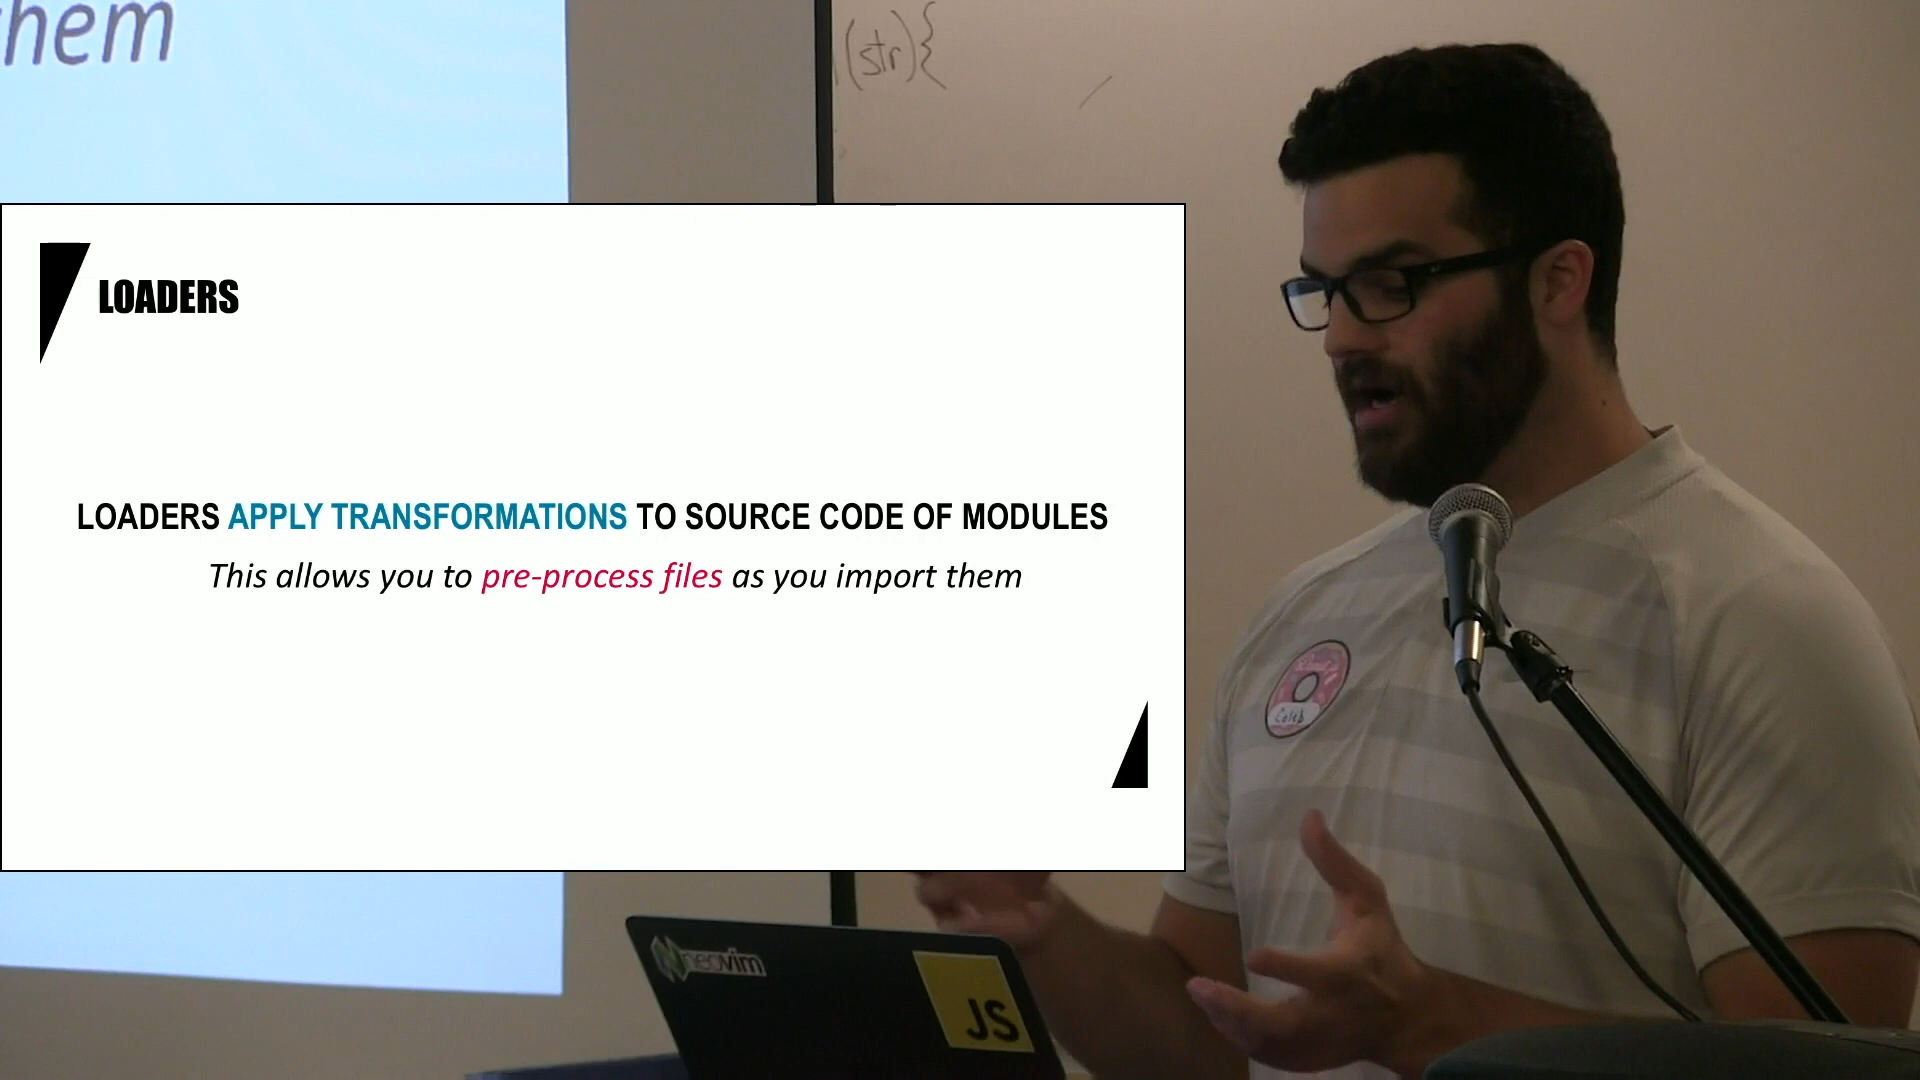 hem
(str){
LOADERS
LOADERS APPLY TRANSFORMATIONS TO SOURCE CODE OF MODULES
This allows you to pre-process files as you import them
Caleb
neovim
JS